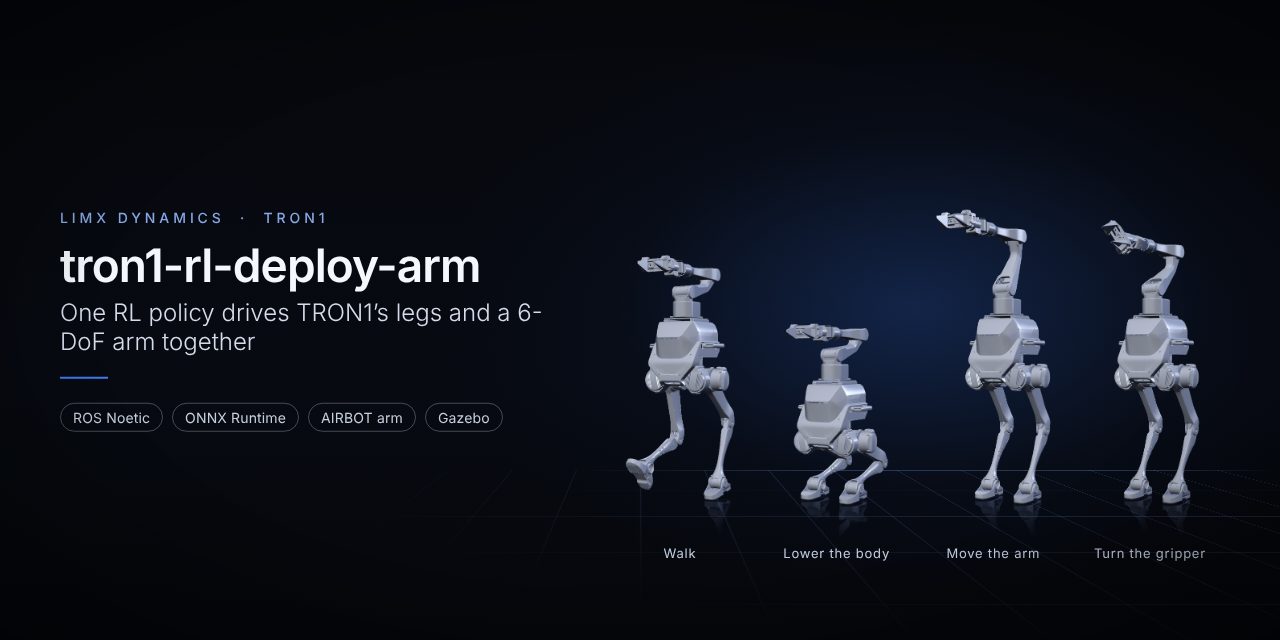 LIMX DYNAMICS · TRON1
tron1-rl-deploy-arm
One RL policy drives TRON1’s legs and a 6-
DoF arm together
ROS Noetic
ONNX Runtime
AIRBOT arm
Gazebo
Walk
Lower the body
Move the arm
Turn the gripper